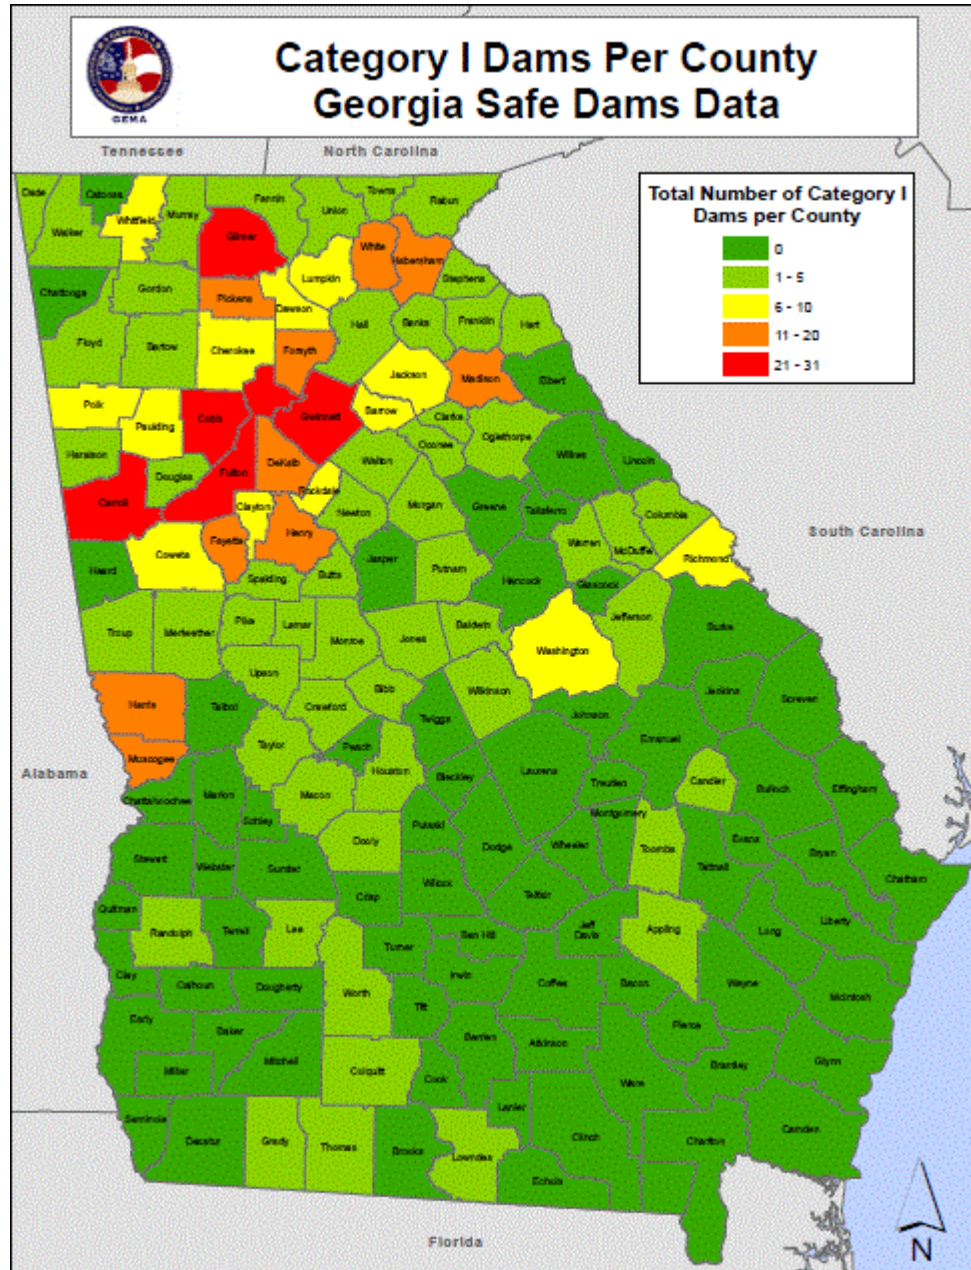 Category I Dams Per County
Georgia Safe Dams Data
GEMA
Tennessee
North Carolina
Total Number of Category I
Dams per County
0
1 - 5
6 - 10
11 - 20
21 - 31
Dade
Catoosa
Whitfield
Murray
Fannin
Union
Towns
Rabun
Walker
Gilmer
White
Habersham
Lumpkin
Stephens
Chattooga
Gordon
Pickens
Dawson
Hall
Banks
Franklin
Hart
Floyd
Bartow
Cherokee
Forsyth
Jackson
Madison
Elbert
Polk
Paulding
Cobb
Gwinnett
Barrow
Clarke
Oconee
Oglethorpe
Haralson
Douglas
Fulton
DeKalb
Walton
Wilkes
Lincoln
Carroll
Rockdale
Clayton
Newton
Morgan
Greene
Taliaferro
Columbia
South Carolina
Coweta
Fayette
Henry
Warren
McDuffie
Richmond
Heard
Spalding
Butts
Jasper
Putnam
Hancock
Glascock
Troup
Meriwether
Pike
Lamar
Monroe
Jones
Baldwin
Washington
Jefferson
Burke
Harris
Talbot
Upson
Crawford
Bibb
Wilkinson
Twiggs
Johnson
Jenkins
Screven
Alabama
Muscogee
Taylor
Peach
Houston
Bleckley
Laurens
Emanuel
Treutlen
Candler
Bulloch
Effingham
Chattahoochee
Marion
Schley
Macon
Dooly
Pulaski
Dodge
Wheeler
Montgomery
Toombs
Tattnall
Evans
Bryan
Chatham
Stewart
Webster
Sumter
Crisp
Wilcox
Telfair
Quitman
Randolph
Terrell
Lee
Turner
Ben Hill
Jeff
Davis
Appling
Long
Liberty
Clay
Calhoun
Dougherty
Worth
Tift
Irwin
Coffee
Bacon
Wayne
McIntosh
Early
Baker
Mitchell
Berrien
Atkinson
Pierce
Brantley
Glynn
Miller
Colquitt
Cook
Ware
Seminole
Decatur
Grady
Thomas
Brooks
Lowndes
Lanier
Clinch
Charlton
Camden
Echols
Florida
N